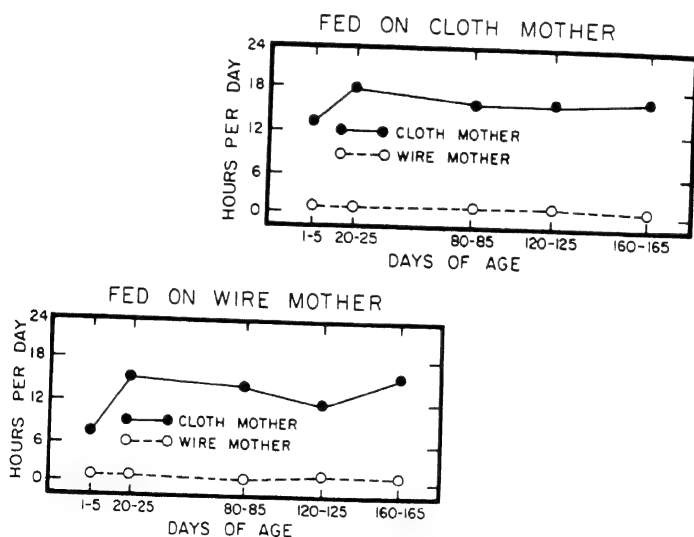 FED ON CLOTH MOTHER
24
18
12
6
0
HOURS PER DAY
CLOTH MOTHER
WIRE MOTHER
1-5 20-25 80-85 120-125 160-165
DAYS OF AGE
FED ON WIRE MOTHER
24
18
12
6
0
HOURS PER DAY
CLOTH MOTHER
WIRE MOTHER
1-5 20-25 80-85 120-125 160-165
DAYS OF AGE